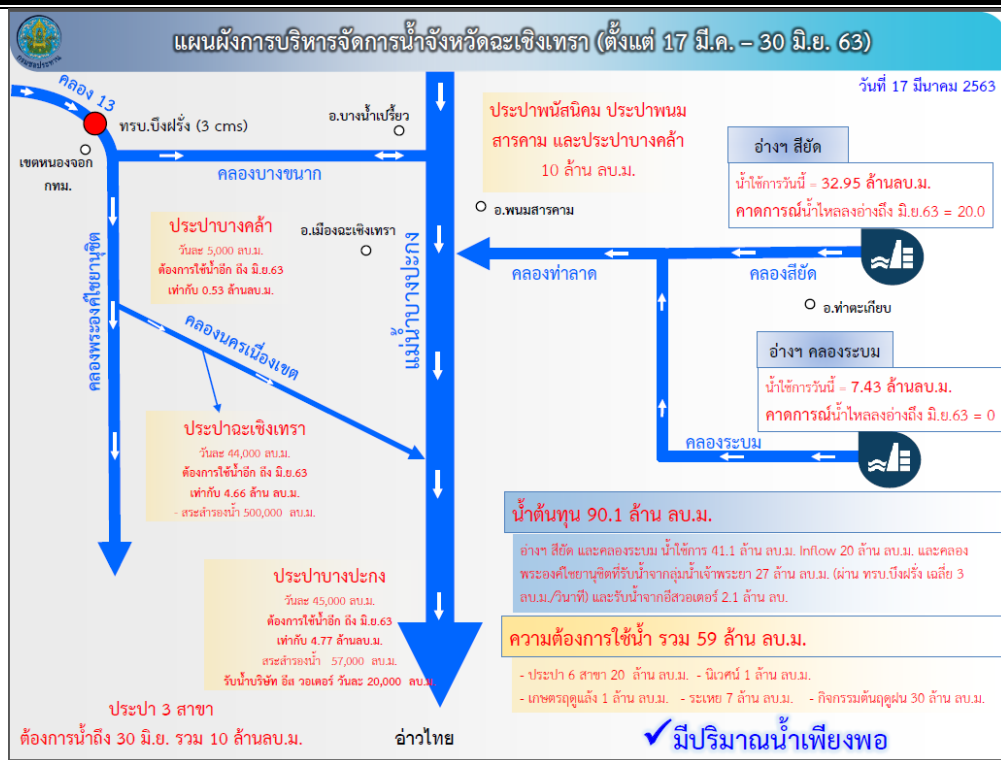 แผนผังการบริหารจัดการน้ำจังหวัดฉะเชิงเทรา (ตั้งแต่ 17 มี.ค. – 30 มิ.ย. 63)
กรมชลประทาน
วันที่ 17 มีนาคม 2563
คลอง 13
ทรบ.บึงฝรั่ง (3 cms)
เขตหนองจอก
กทม.
อ.บางน้ำเปรี้ยว
คลองบางขนาก
ประปาพนัสนิคม ประปาพนม
สารคาม และประปาบางคล้า
10 ล้าน ลบ.ม.
อ่างฯ สียัด
น้ำใช้การวันนี้ = 32.95 ล้านลบ.ม.
คาดการณ์น้ำไหลลงอ่างถึง มิ.ย.63 = 20.0
อ.พนมสารคาม
ประปาบางคล้า
วันละ 5,000 ลบ.ม.
ต้องการใช้น้ำอีก ถึง มิ.ย.63
เท่ากับ 0.53 ล้านลบ.ม.
อ.เมืองฉะเชิงเทรา
แม่น้ำบางปะกง
คลองท่าลาด
คลองสียัด
อ.ท่าตะเกียบ
คลองพระองค์ไชยานุชิต
คลองนครเนื่องเขต
อ่างฯ คลองระบม
น้ำใช้การวันนี้ = 7.43 ล้านลบ.ม.
คาดการณ์น้ำไหลลงอ่างถึง มิ.ย.63 = 0
คลองระบม
ประปาฉะเชิงเทรา
วันละ 44,000 ลบ.ม.
ต้องการใช้น้ำอีก ถึง มิ.ย.63
เท่ากับ 4.66 ล้าน ลบ.ม.
- สระสำรองน้ำ 500,000 ลบ.ม.
น้ำต้นทุน 90.1 ล้าน ลบ.ม.
อ่างฯ สียัด และคลองระบม น้ำใช้การ 41.1 ล้าน ลบ.ม. Inflow 20 ล้าน ลบ.ม. และคลอง
พระองค์ไชยานุชิตที่รับน้ำจากลุ่มน้ำเจ้าพระยา 27 ล้าน ลบ.ม. (ผ่าน ทรบ.บึงฝรั่ง เฉลี่ย 3
ลบ.ม./วินาที) และรับน้ำจากอีสวอเตอร์ 2.1 ล้าน ลบ.
ประปาบางปะกง
วันละ 45,000 ลบ.ม.
ต้องการใช้น้ำอีก ถึง มิ.ย.63
เท่ากับ 4.77 ล้านลบ.ม.
สระสำรองน้ำ 57,000 ลบ.ม.
รับน้ำบริษัท อีส วอเตอร์ วันละ 20,000 ลบ.ม.
ความต้องการใช้น้ำ รวม 59 ล้าน ลบ.ม.
- ประปา 6 สาขา 20 ล้าน ลบ.ม. - นิเวศน์ 1 ล้าน ลบ.ม.
- เกษตรฤดูแล้ง 1 ล้าน ลบ.ม. - ระเหย 7 ล้าน ลบ.ม. - กิจกรรมต้นฤดูฝน 30 ล้าน ลบ.ม.
ประปา 3 สาขา
ต้องการน้ำถึง 30 มิ.ย. รวม 10 ล้านลบ.ม.
อ่าวไทย
✓มีปริมาณน้ำเพียงพอ